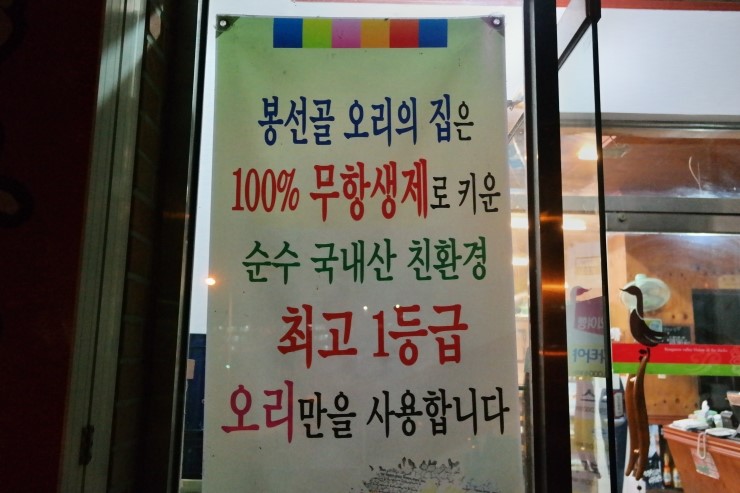 봉선골 오리의 집은
100% 무항생제로 키운
순수 국내산 친환경
최고 1등급
오리만을 사용합니다